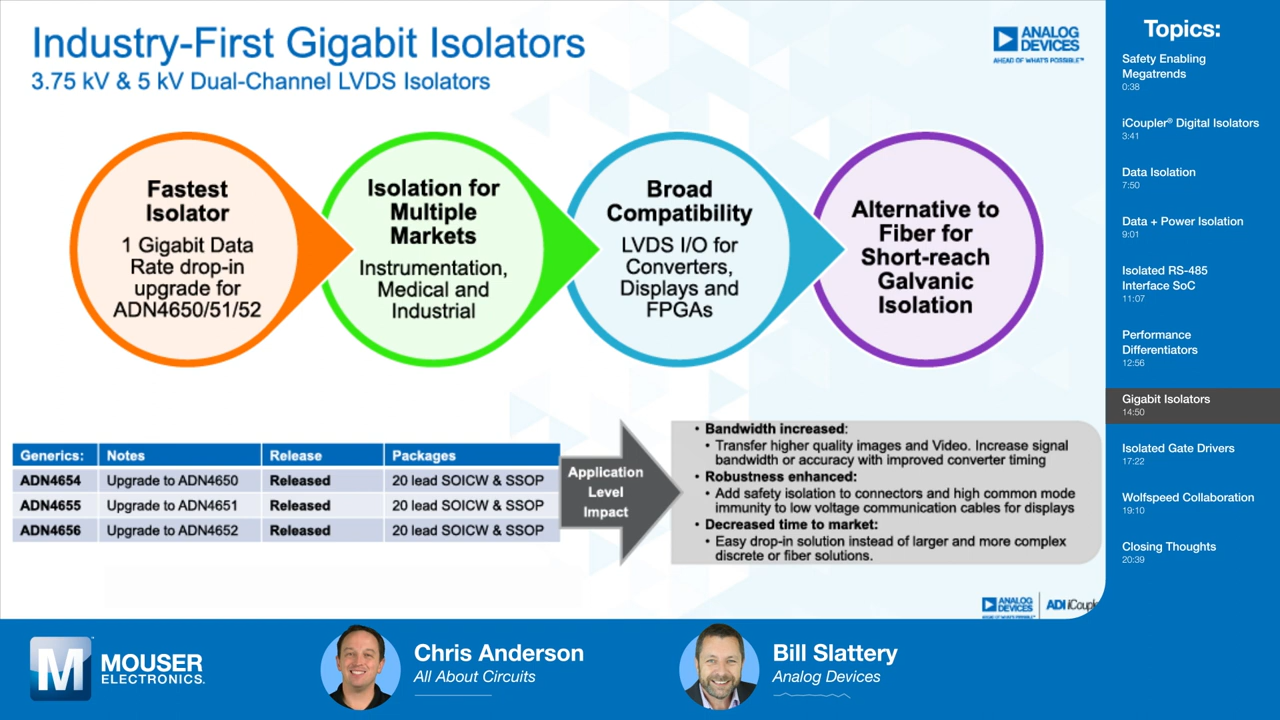 Industry-First Gigabit Isolators
3.75 kV & 5 kV Dual-Channel LVDS Isolators
ANALOG
DEVICES
AHEAD OF WHAT'S POSSIBLE™
Fastest
Isolator
1 Gigabit Data
Rate drop-in
upgrade for
ADN4650/51/52
Isolation for
Multiple
Markets
Instrumentation,
Medical and
Industrial
Broad
Compatibility
LVDS I/O for
Converters,
Displays and
FPGAs
Alternative to
Fiber for
Short-reach
Galvanic
Isolation
Generics: Notes Release Packages
ADN4654 Upgrade to ADN4650 Released 20 lead SOICW & SSOP
ADN4655 Upgrade to ADN4651 Released 20 lead SOICW & SSOP
ADN4656 Upgrade to ADN4652 Released 20 lead SOICW & SSOP
Application
Level
Impact
• Bandwidth increased:
• Transfer higher quality images and Video. Increase signal
bandwidth or accuracy with improved converter timing
• Robustness enhanced:
• Add safety isolation to connectors and high common mode
immunity to low voltage communication cables for displays
• Decreased time to market:
• Easy drop-in solution instead of larger and more complex
discrete or fiber solutions.
ANALOG
DEVICES
AHEAD OF WHAT'S POSSIBLE™
ADI iCoupl
Topics:
Safety Enabling
Megatrends
0:38
iCoupler® Digital Isolators
3:41
Data Isolation
7:50
Data + Power Isolation
9:01
Isolated RS-485
Interface SoC
11:07
Performance
Differentiators
12:56
Gigabit Isolators
14:50
Isolated Gate Drivers
17:22
Wolfspeed Collaboration
19:10
Closing Thoughts
20:39
M
MOUSER
ELECTRONICS.
Chris Anderson
All About Circuits
Bill Slattery
Analog Devices